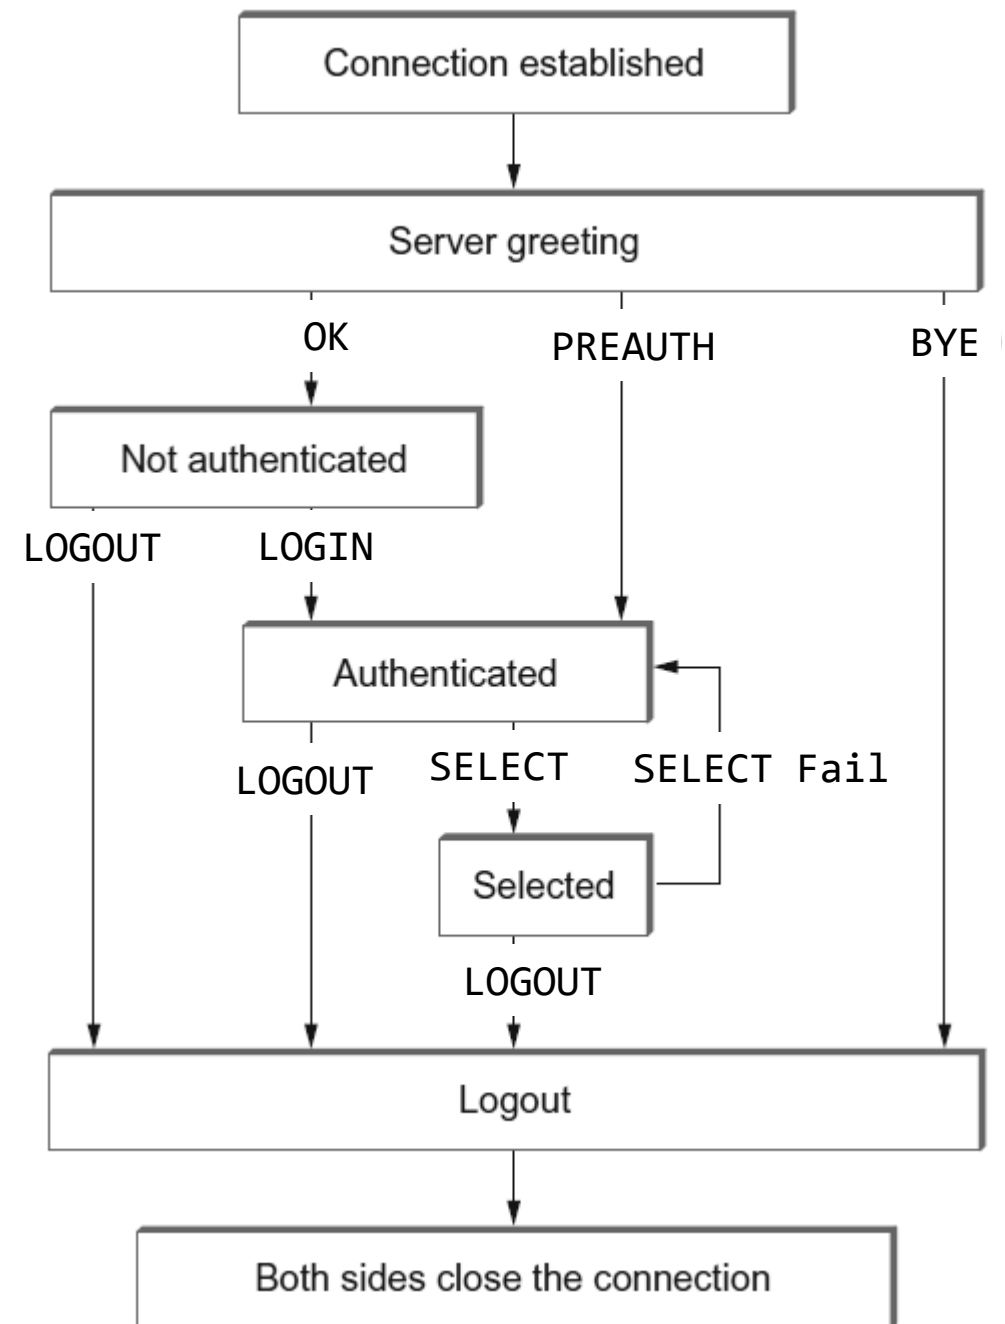 Connection established
Server greeting
OK
PREAUTH
BYE
Not authenticated
LOGOUT
LOGIN
Authenticated
LOGOUT
SELECT
SELECT Fail
Selected
LOGOUT
Logout
Both sides close the connection